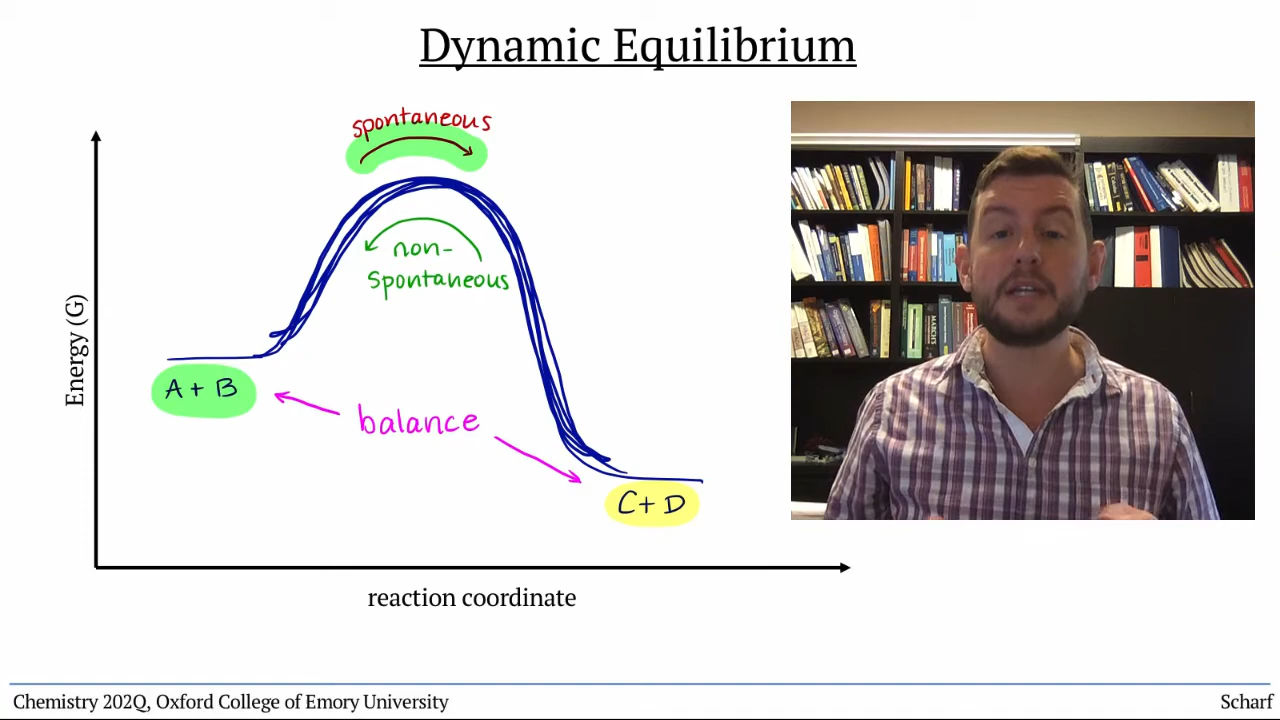 Dynamic Equilibrium
spontaneous
non-
spontaneous
Energy (G)
A + B
balance
C + D
reaction coordinate
Chemistry 202Q, Oxford College of Emory University
Scharf